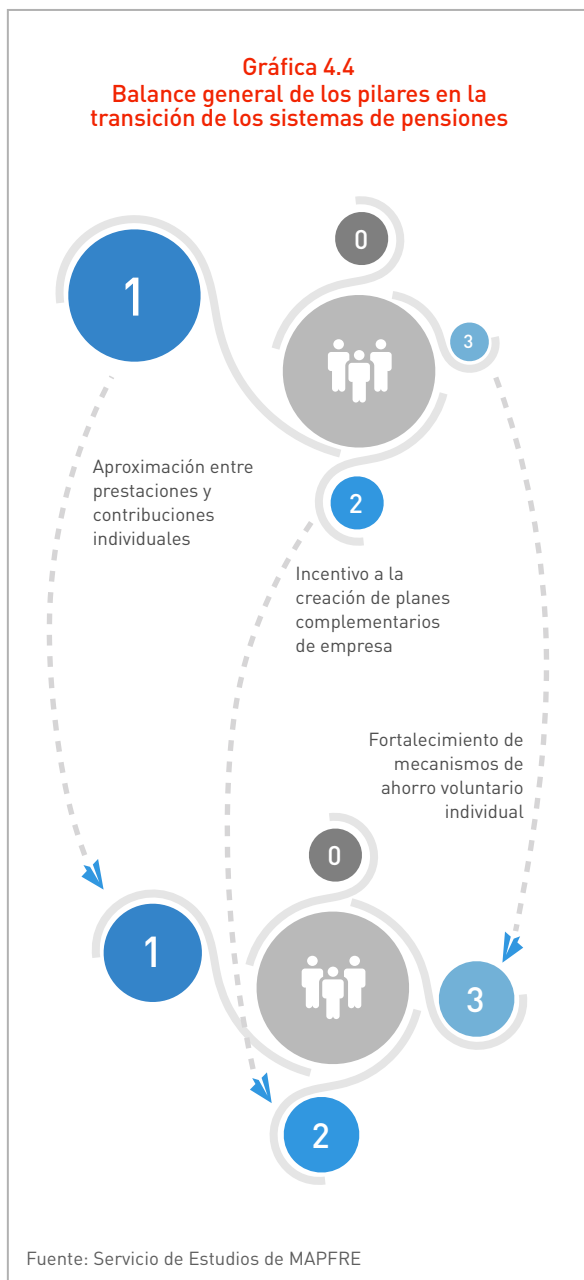 Gráfica 4.4
Balance general de los pilares en la
transición de los sistemas de pensiones
0
1
3
2
Aproximación entre
prestaciones y
contribuciones
individuales
Incentivo a la
creación de planes
complementarios
de empresa
Fortalecimiento de
mecanismos de
ahorro voluntario
individual
0
1
3
2
Fuente: Servicio de Estudios de MAPFRE